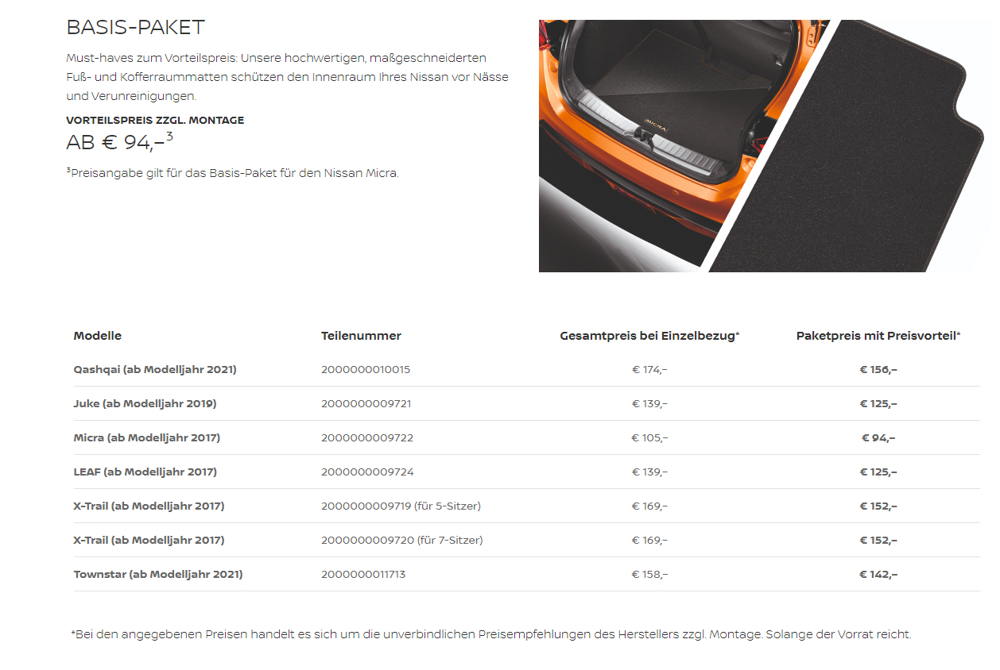 BASIS-PAKET
Must-haves zum Vorteilspreis: Unsere hochwertigen, maßgeschneiderten
Fuß- und Kofferraummatten schützen den Innenraum Ihres Nissan vor Nässe
und Verunreinigungen.
VORTEILSPREIS ZZGL. MONTAGE
AB € 94,–³
³Preisangabe gilt für das Basis-Paket für den Nissan Micra.
MICRA
Modelle Teilenummer Gesamtpreis bei Einzelbezug* Paketpreis mit Preisvorteil*
Qashqai (ab Modelljahr 2021) 2000000010015 € 174,– € 156,–
Juke (ab Modelljahr 2019) 2000000009721 € 139,– € 125,–
Micra (ab Modelljahr 2017) 2000000009722 € 105,– € 94,–
LEAF (ab Modelljahr 2017) 2000000009724 € 139,– € 125,–
X-Trail (ab Modelljahr 2017) 2000000009719 (für 5-Sitzer) € 169,– € 152,–
X-Trail (ab Modelljahr 2017) 2000000009720 (für 7-Sitzer) € 169,– € 152,–
Townstar (ab Modelljahr 2021) 2000000011713 € 158,– € 142,–
*Bei den angegebenen Preisen handelt es sich um die unverbindlichen Preisempfehlungen des Herstellers zzgl. Montage. Solange der Vorrat reicht.